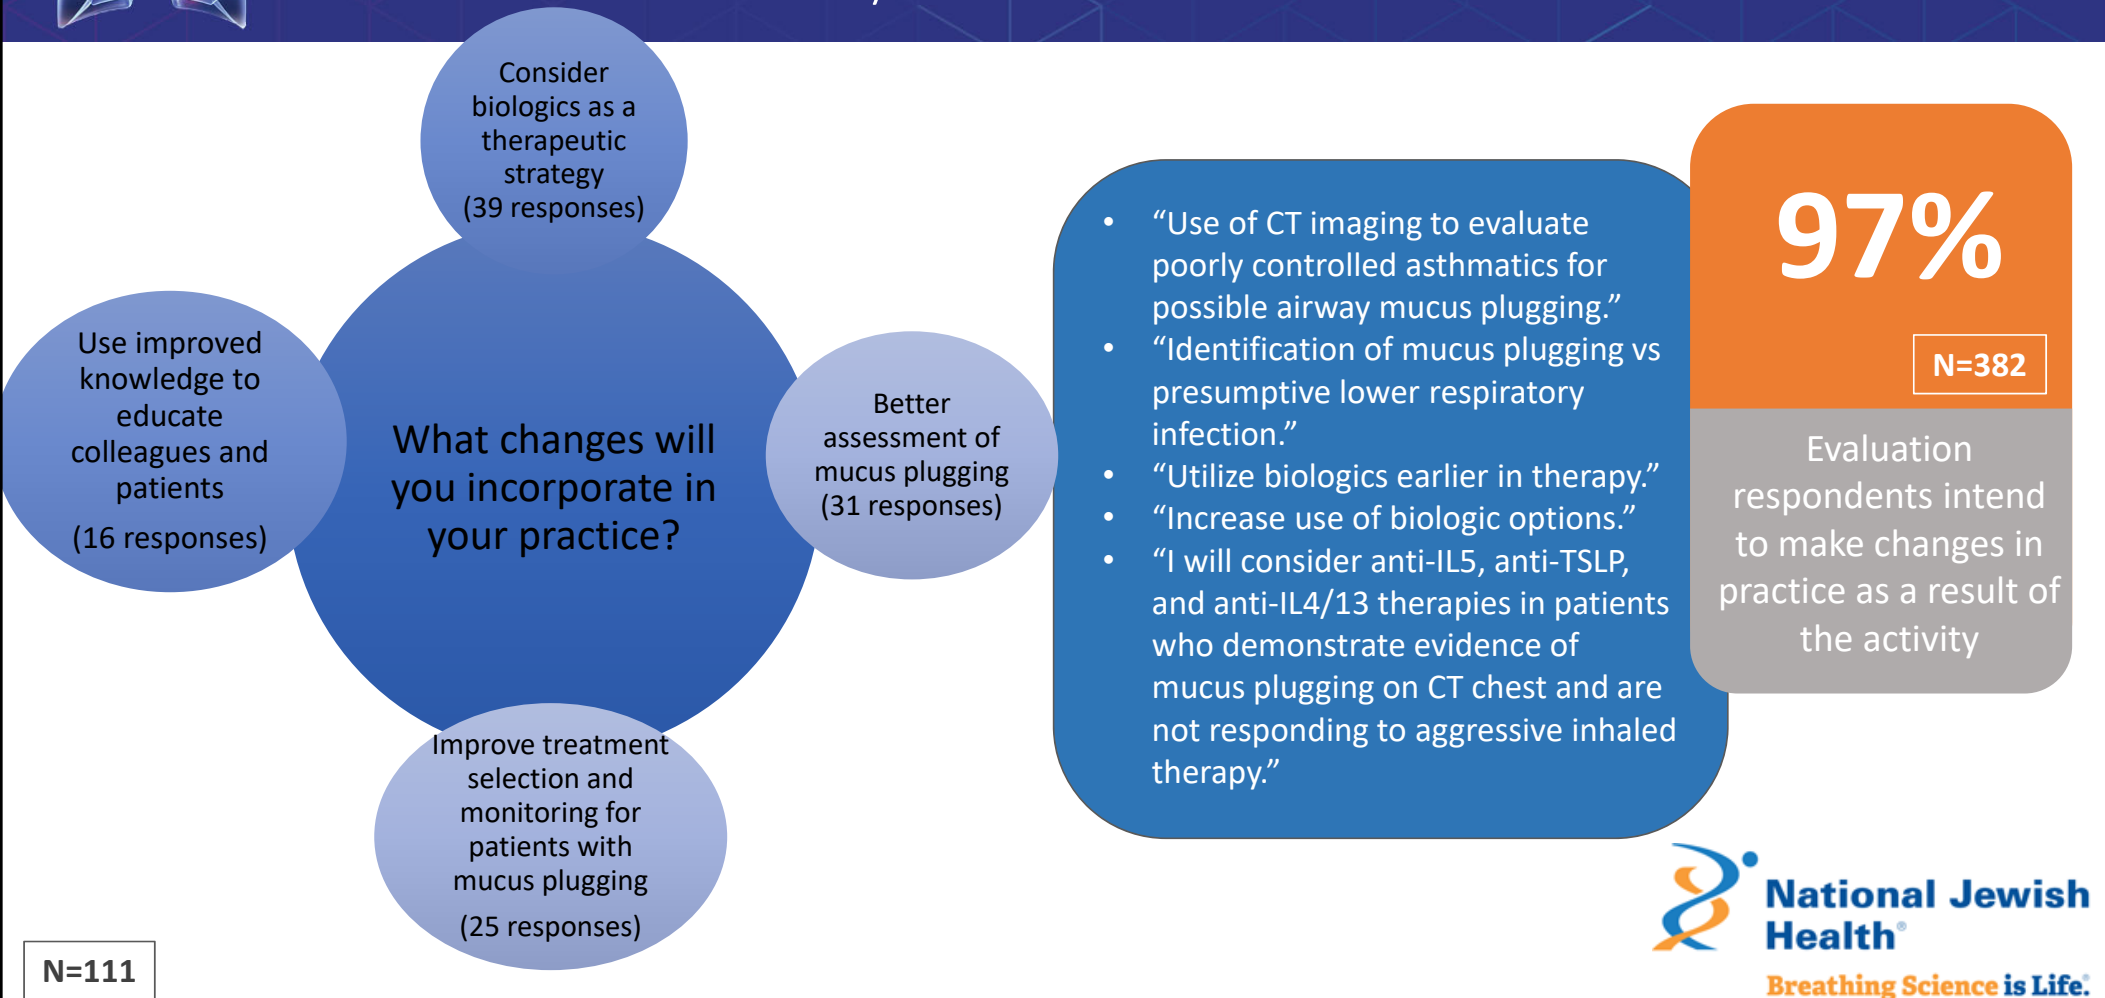 Consider
biologics as a
therapeutic
strategy
(39 responses)
Use improved
knowledge to
educate
colleagues and
patients
(16 responses)
What changes will
you incorporate in
your practice?
Better
assessment of
mucus plugging
(31 responses)
Improve treatment
selection and
monitoring for
patients with
mucus plugging
(25 responses)
N=111
• “Use of CT imaging to evaluate
poorly controlled asthmatics for
possible airway mucus plugging.”
• “Identification of mucus plugging vs
presumptive lower respiratory
infection.”
• “Utilize biologics earlier in therapy.”
• “Increase use of biologic options.”
• “I will consider anti-IL5, anti-TSLP,
and anti-IL4/13 therapies in patients
who demonstrate evidence of
mucus plugging on CT chest and are
not responding to aggressive inhaled
therapy.”
97%
N=382
Evaluation
respondents intend
to make changes in
practice as a result of
the activity
National Jewish
Health®
Breathing Science is Life.®